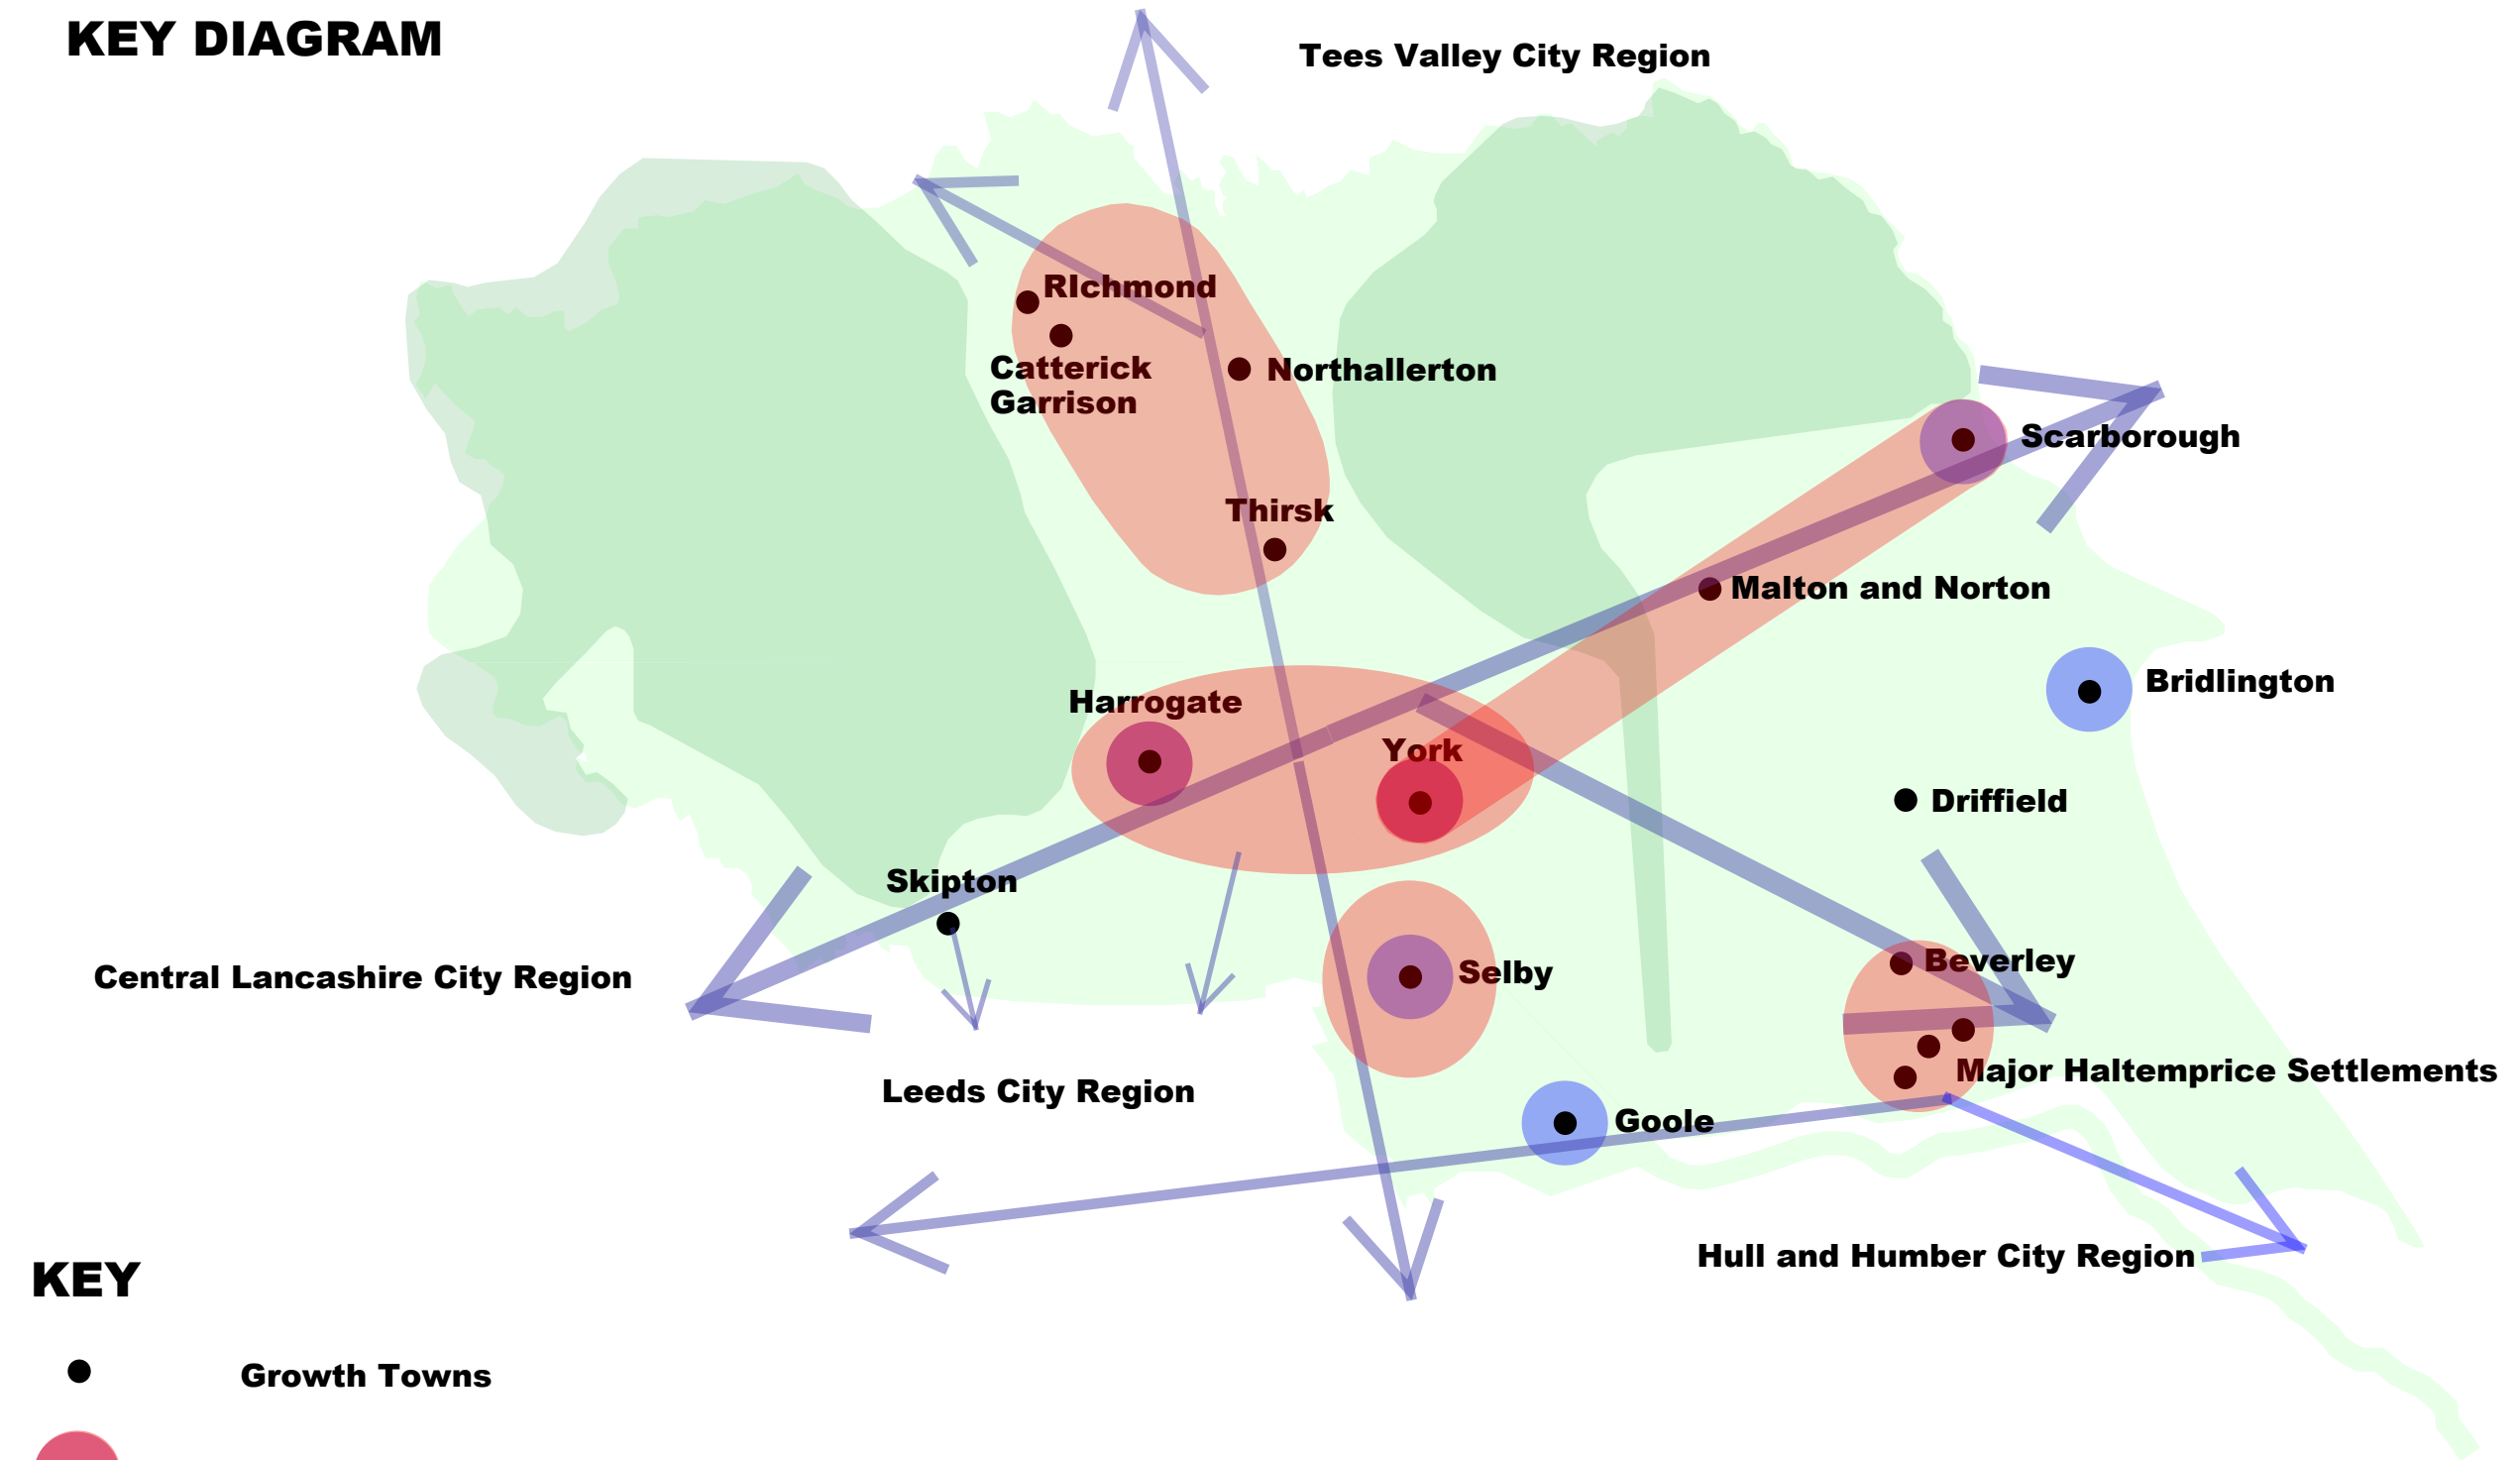 KEY DIAGRAM
Tees Valley City Region
RIchmond
Catterick
Garrison
Northallerton
Scarborough
Thirsk
Malton and Norton
Bridlington
Harrogate
York
Driffield
Skipton
Central Lancashire City Region
Selby
Beverley
Major Haltemprice Settlements
Leeds City Region
Goole
Hull and Humber City Region
KEY
Growth Towns